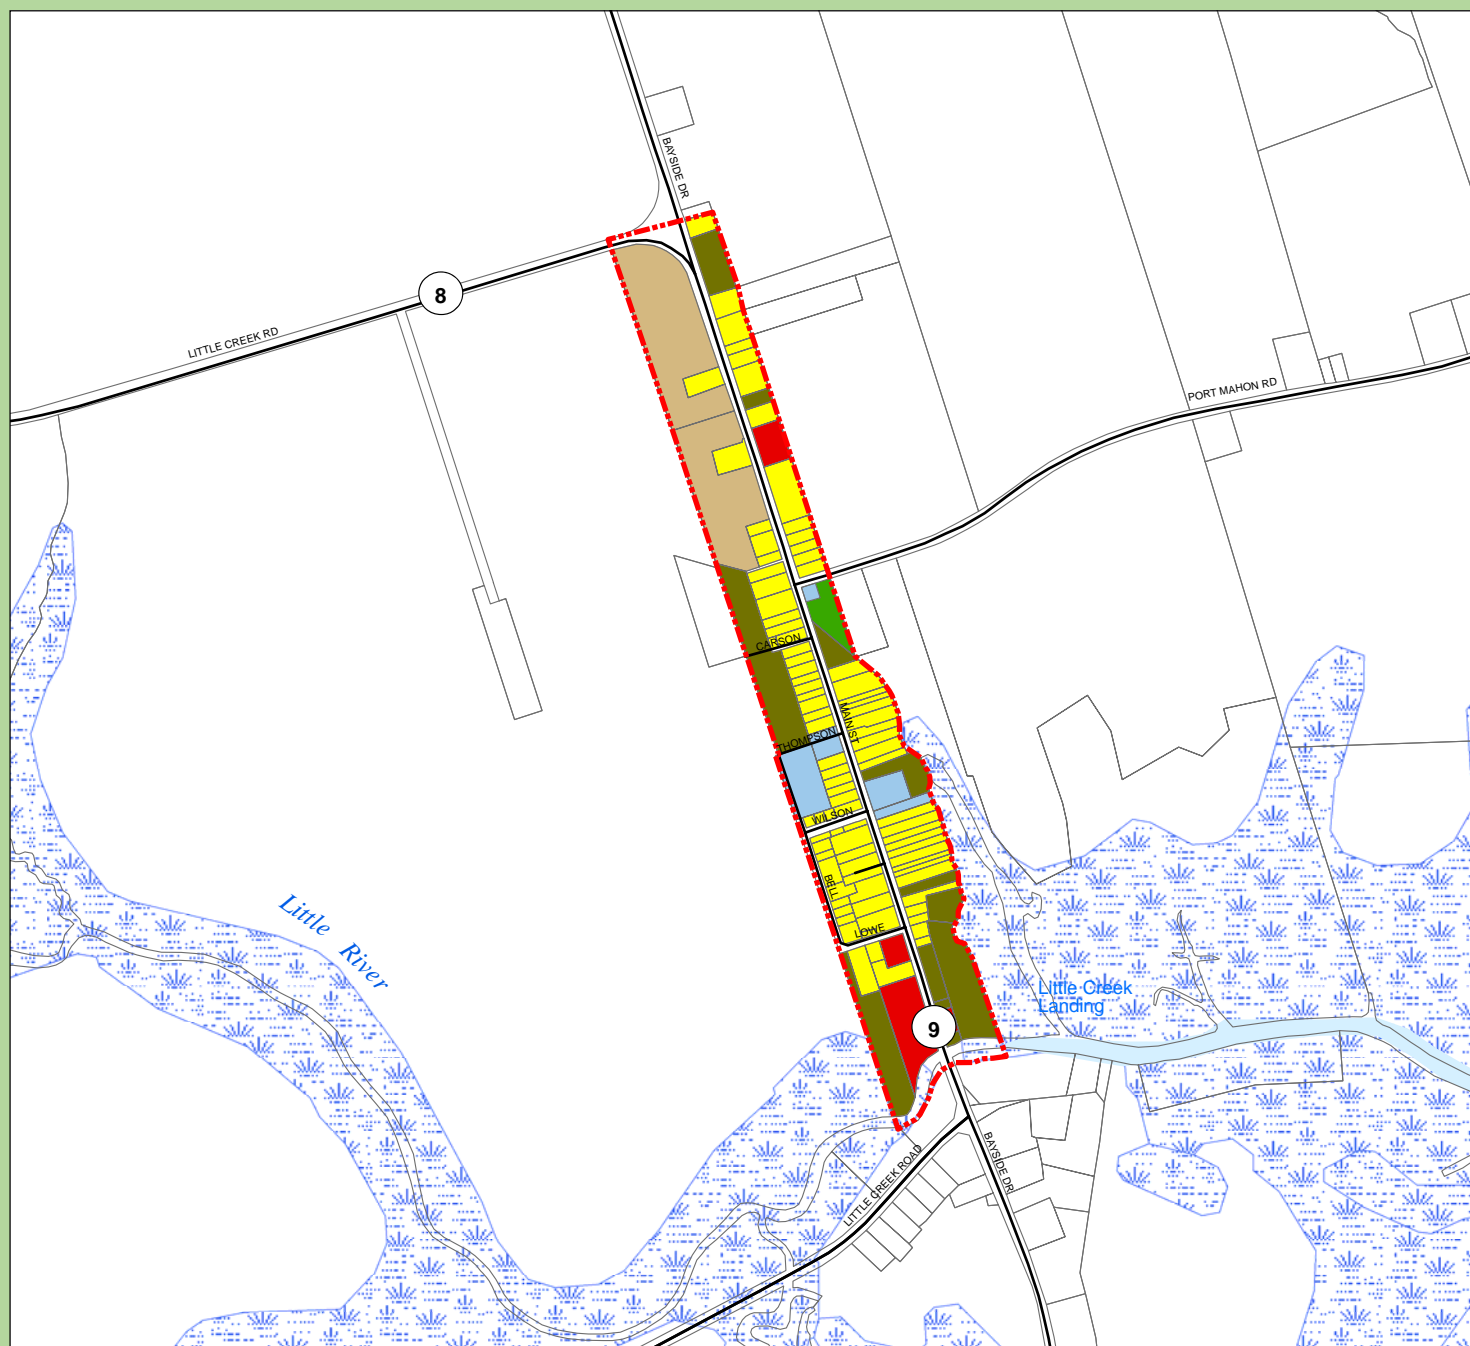 BAYSIDE DR
8
LITTLE CREEK RD
PORT MAHON RD
CARSON
MAIN ST
THOMPSON
WILSON
BELL
LOWE
Little River
Little Creek
Landing
9
BAYSIDE DR
LITTLE CREEK ROAD